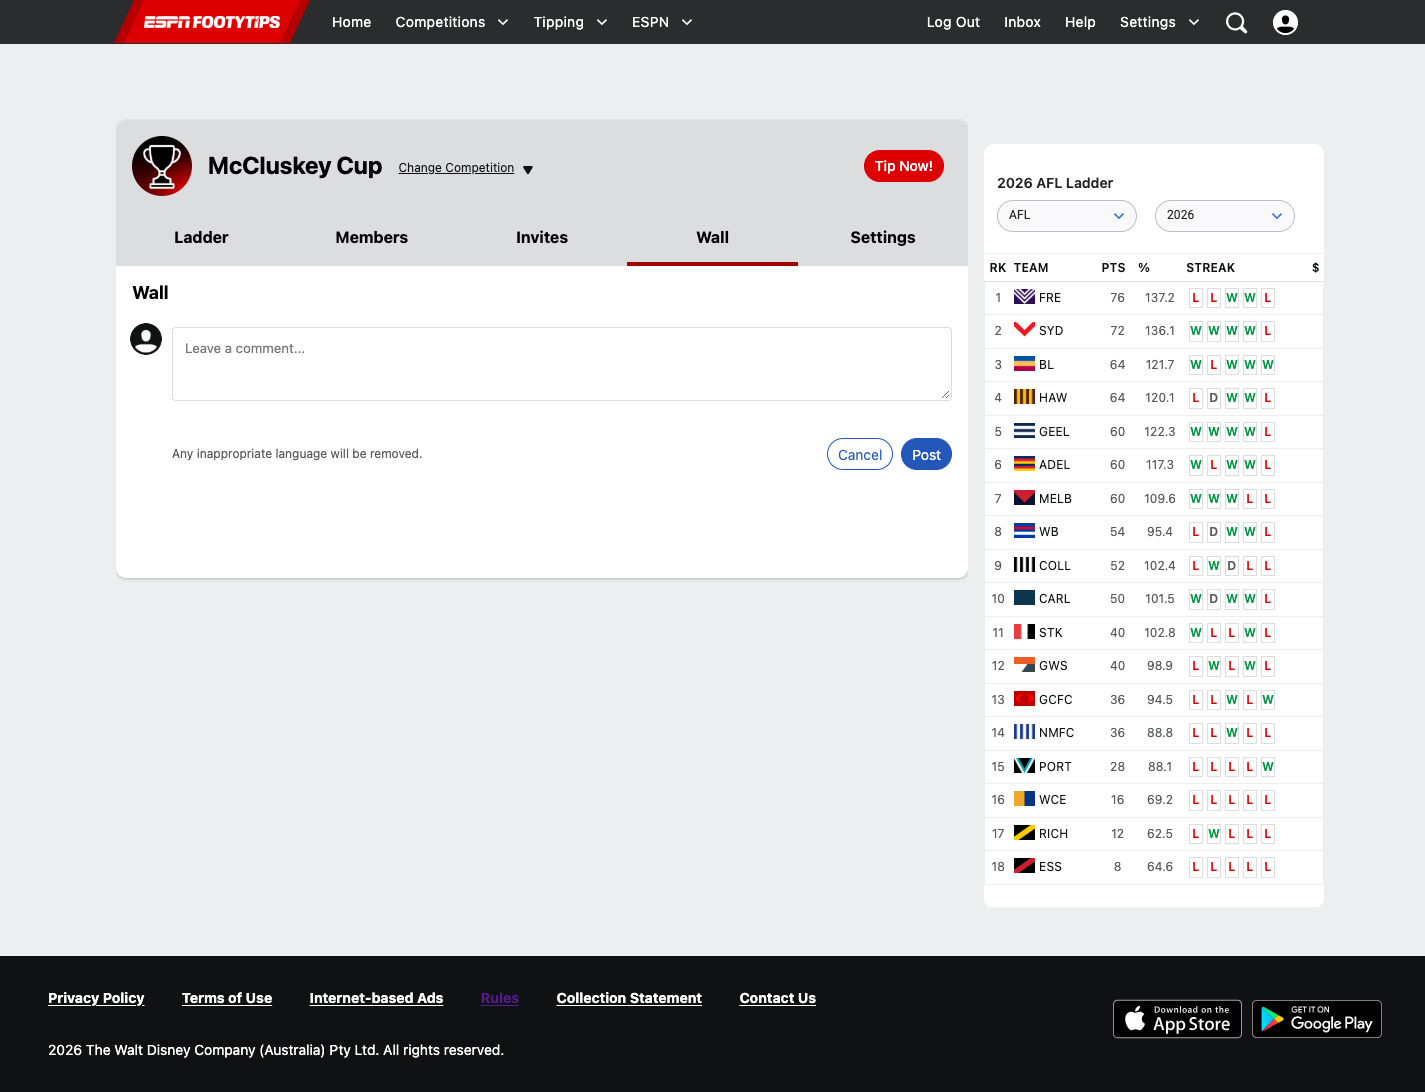 ESPN FOOTYTIPS Home Competitions Tipping ESPN Log Out Inbox Help Settings
McCluskey Cup Change Competition Tip Now!
Ladder Members Invites Wall Settings
Wall
Leave a comment...
Any inappropriate language will be removed. Cancel Post
2026 AFL Ladder
AFL 2026
RK TEAM PTS % STREAK $
1 FRE 76 137.2 L L W W L
2 SYD 72 136.1 W W W W L
3 BL 64 121.7 W L W W W
4 HAW 64 120.1 L D W W L
5 GEEL 60 122.3 W W W W L
6 ADEL 60 117.3 W L W W L
7 MELB 60 109.6 W W W L L
8 WB 54 95.4 L D W W L
9 COLL 52 102.4 L W D L L
10 CARL 50 101.5 W D W W L
11 STK 40 102.8 W L L W L
12 GWS 40 98.9 L W L W L
13 GCFC 36 94.5 L L W L W
14 NMFC 36 88.8 L L W L L
15 PORT 28 88.1 L L L L W
16 WCE 16 69.2 L L L L L
17 RICH 12 62.5 L W L L L
18 ESS 8 64.6 L L L L L
Privacy Policy Terms of Use Internet-based Ads Rules Collection Statement Contact Us
2026 The Walt Disney Company (Australia) Pty Ltd. All rights reserved.
Download on the
App Store
GET IT ON
Google Play